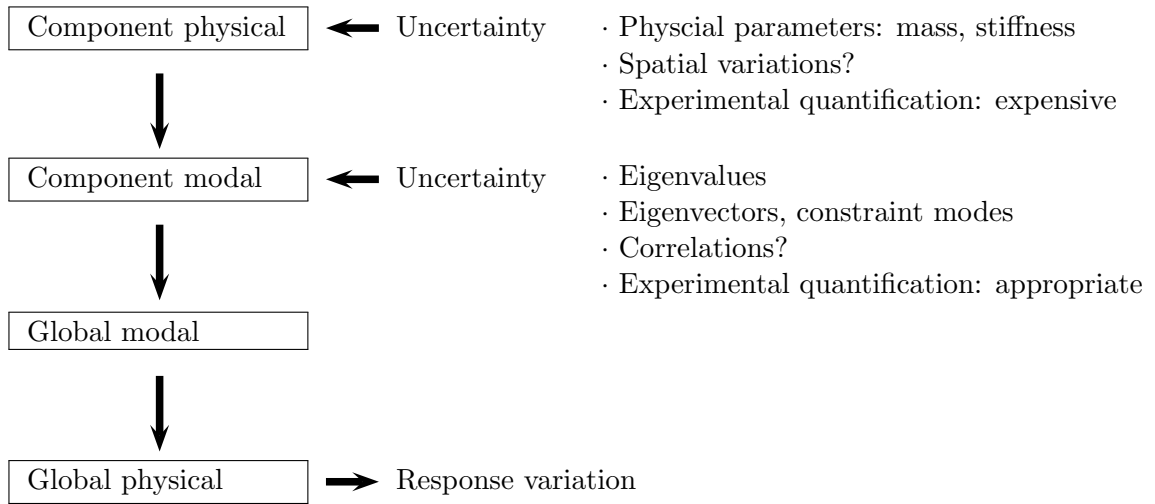 Component physical
Uncertainty
· Physcial parameters: mass, stiffness
· Spatial variations?
· Experimental quantification: expensive
Component modal
Uncertainty
· Eigenvalues
· Eigenvectors, constraint modes
· Correlations?
· Experimental quantification: appropriate
Global modal
Global physical
Response variation